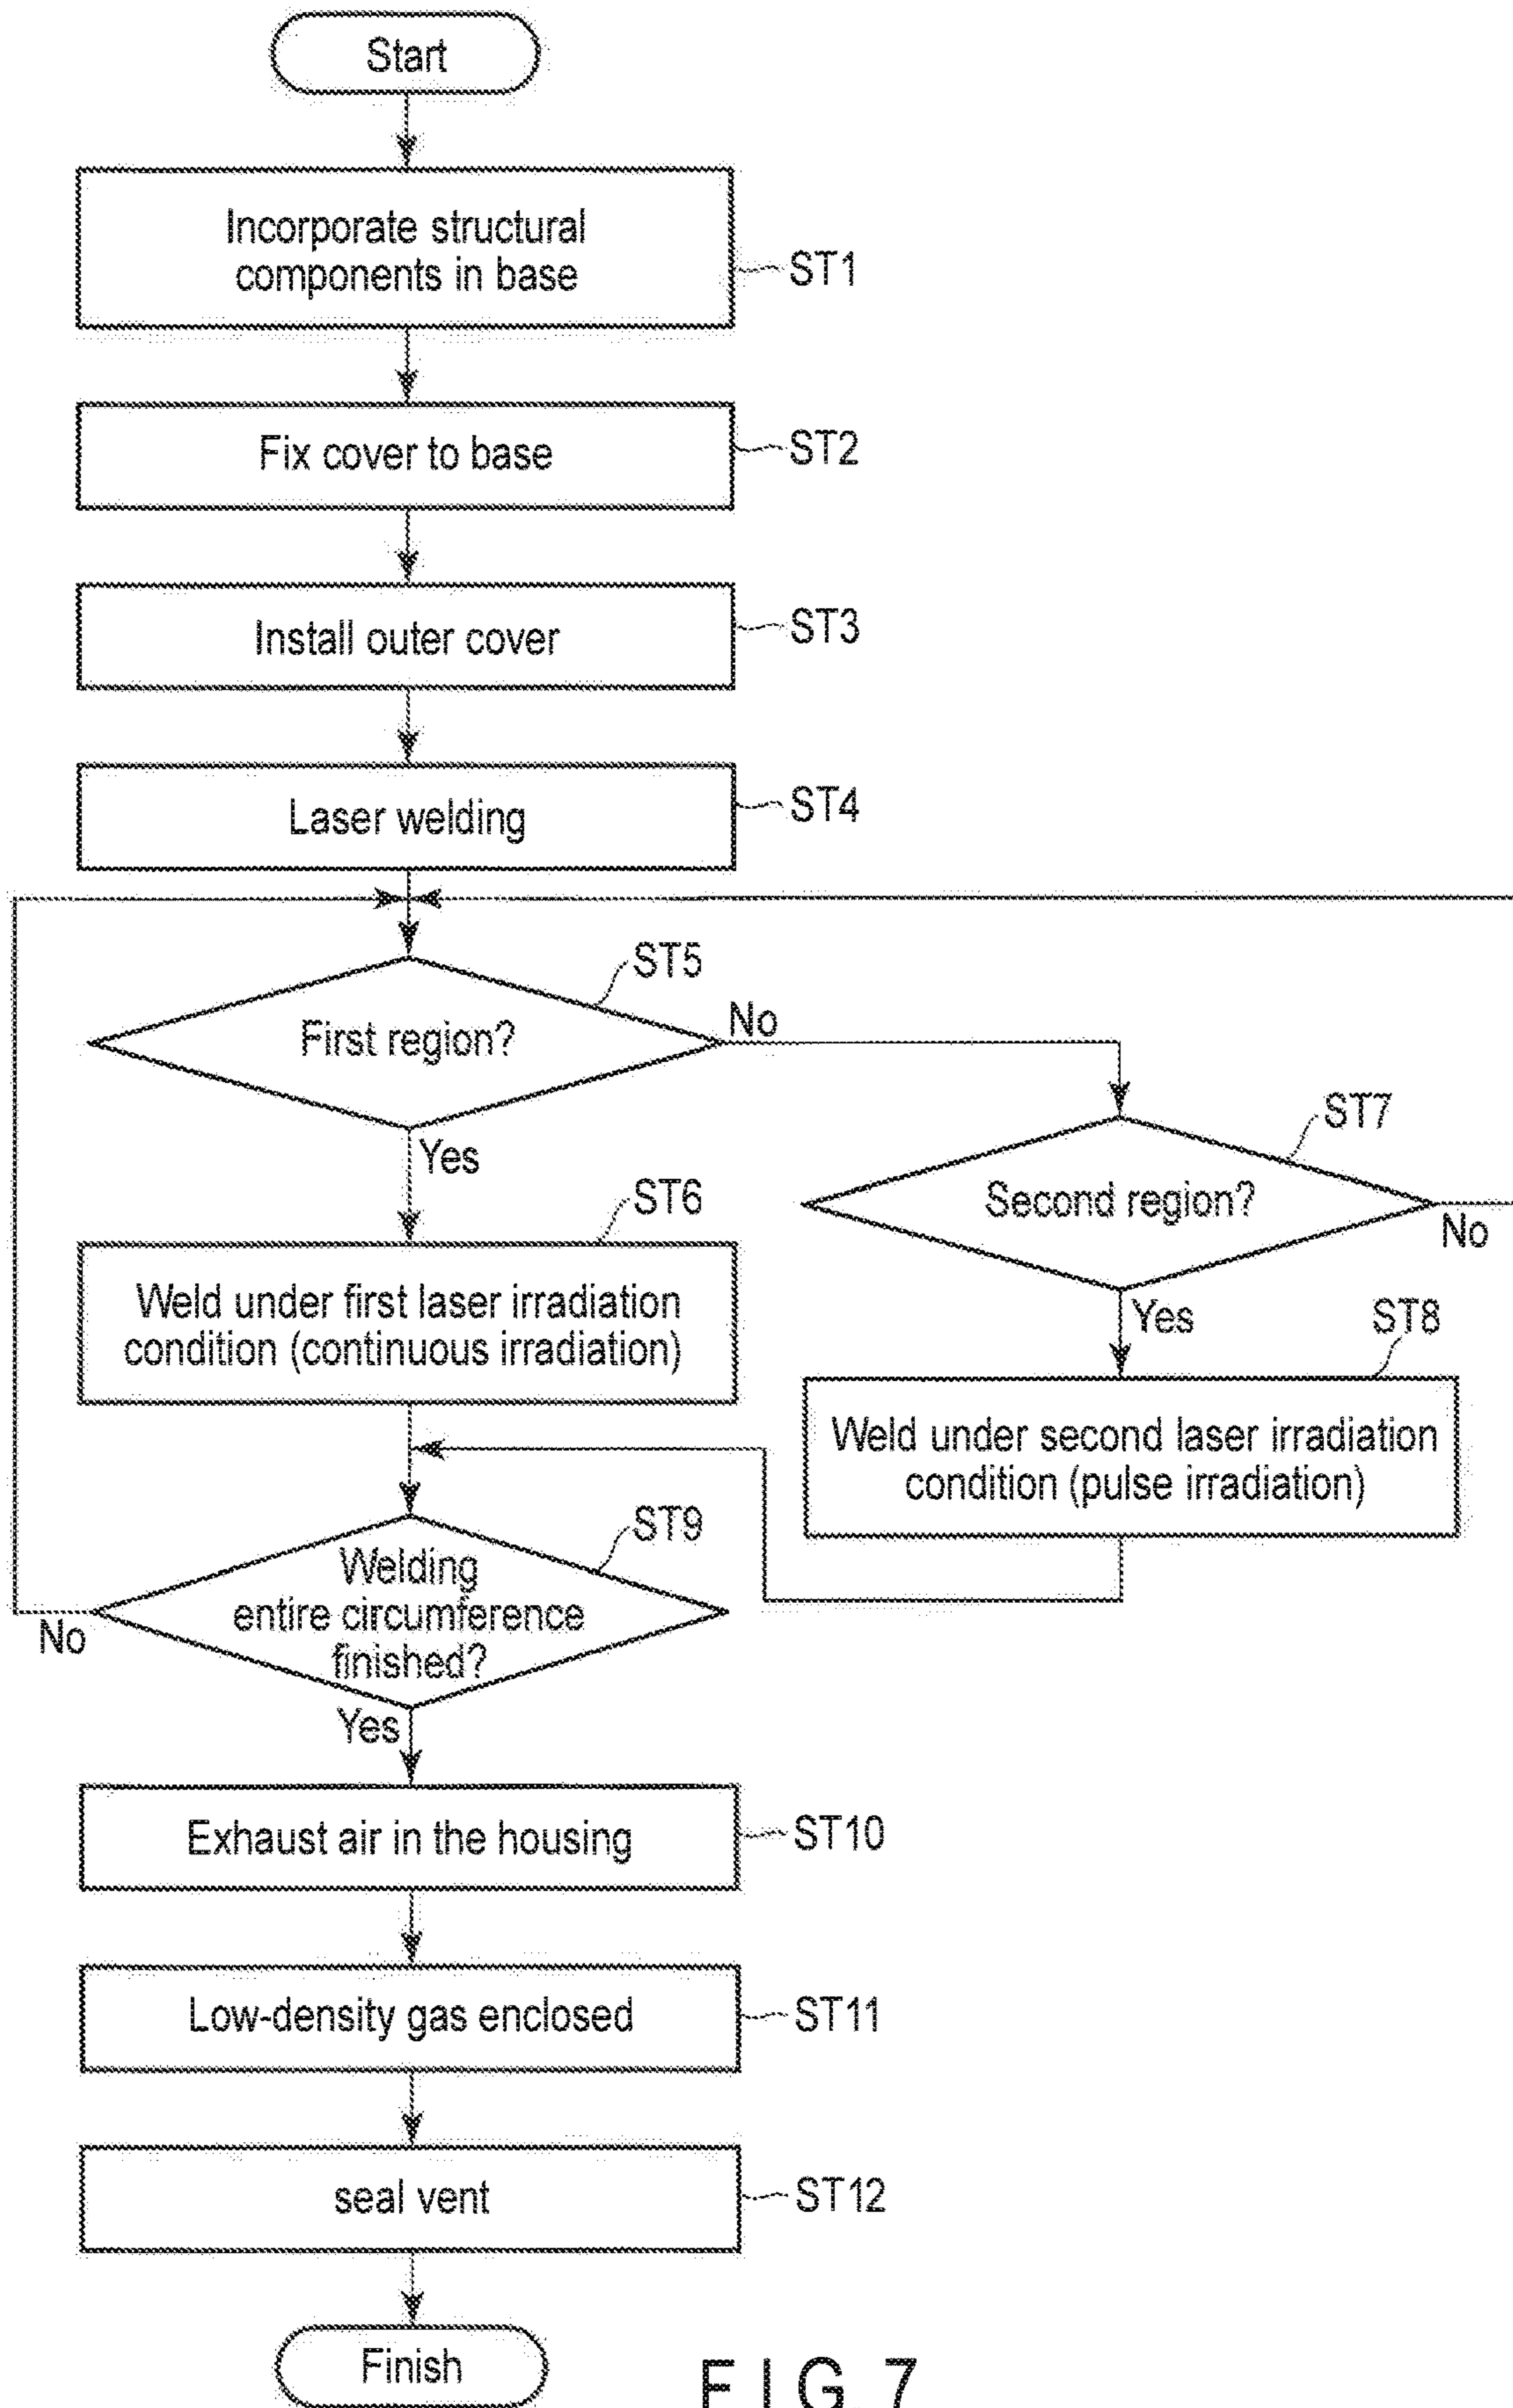 Start
Incorporate structural
components in base
ST1
Fix cover to base
ST2
Install outer cover
ST3
Laser welding
ST4
ST5
First region?
No
Yes
ST7
Second region?
No
Yes
ST6
Weld under first laser irradiation
condition (continuous irradiation)
ST8
Weld under second laser irradiation
condition (pulse irradiation)
ST9
Welding
entire circumference
finished?
No
Yes
Exhaust air in the housing
ST10
Low-density gas enclosed
ST11
seal vent
ST12
Finish
FIG. 7